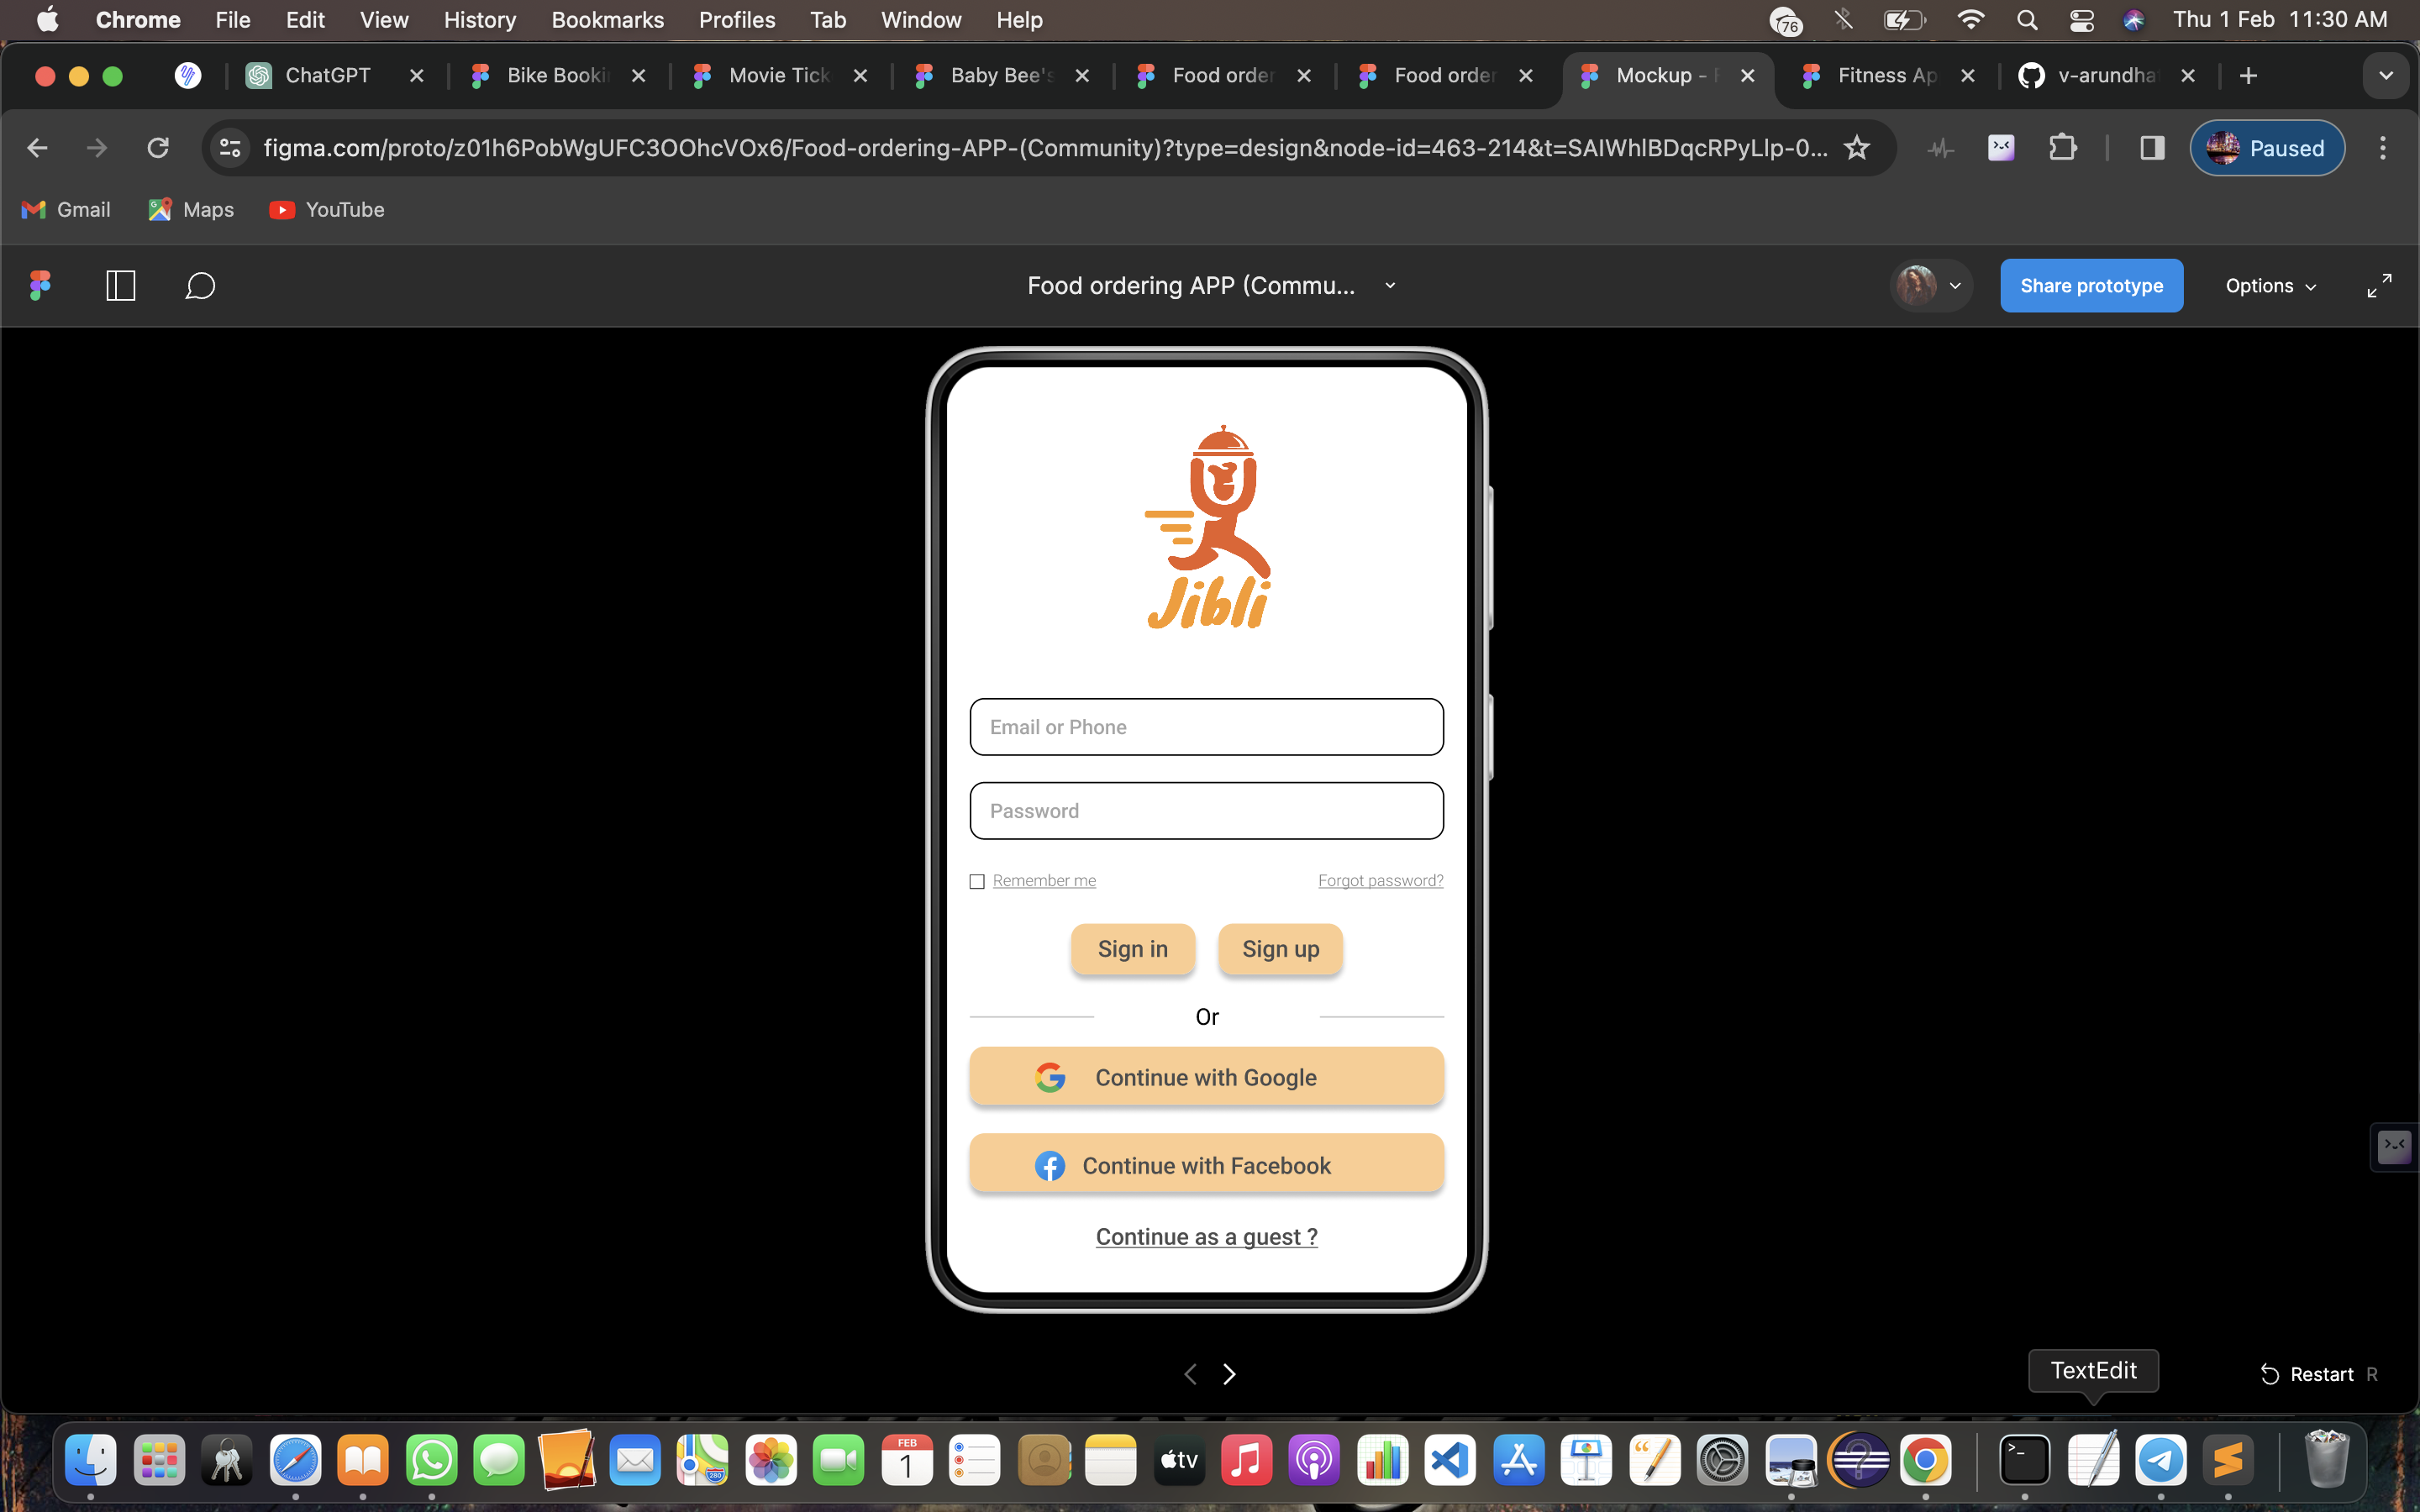 Chrome File Edit View History Bookmarks Profiles Tab Window Help 76 Thu 1 Feb 11:30 AM
ChatGPT Bike Booki Movie Tick Baby Bee's Food order Food order Mockup - Fitness Ap v-arundha
figma.com/proto/z01h6PobWgUFC3OOhcVOx6/Food-ordering-APP-(Community)?type=design&node-id=463-214&t=SAIWhlBDqcRPyLlp-0... Paused
Gmail Maps YouTube
Food ordering APP (Commu... Share prototype Options
Jibli
Email or Phone
Password
Remember me Forgot password?
Sign in Sign up
Or
Continue with Google
Continue with Facebook
Continue as a guest ?
TextEdit Restart R
FEB
1
280
tv